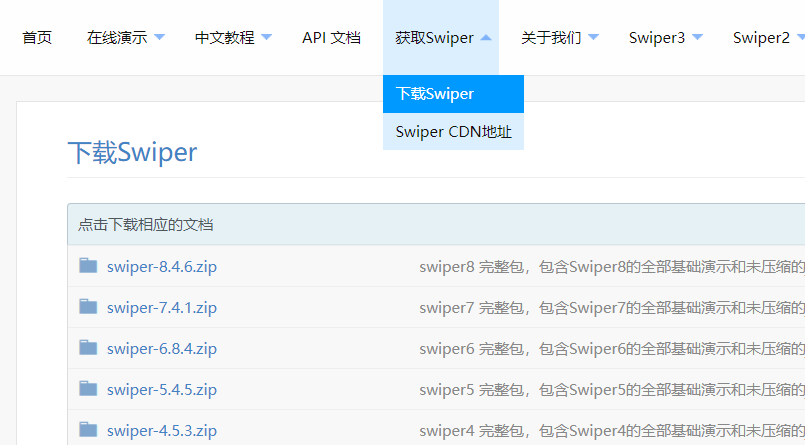 首页 在线演示 中文教程 API 文档 获取Swiper 关于我们 Swiper3 Swiper2
下载Swiper
Swiper CDN地址
下载Swiper
点击下载相应的文档
swiper-8.4.6.zip swiper8 完整包，包含Swiper8的全部基础演示和未压缩的
swiper-7.4.1.zip swiper7 完整包，包含Swiper7的全部基础演示和未压缩的
swiper-6.8.4.zip swiper6 完整包，包含Swiper6的全部基础演示和未压缩的
swiper-5.4.5.zip swiper5 完整包，包含Swiper5的全部基础演示和未压缩的
swiper-4.5.3.zip swiper4 完整包，包含Swiper4的全部基础演示和未压缩的